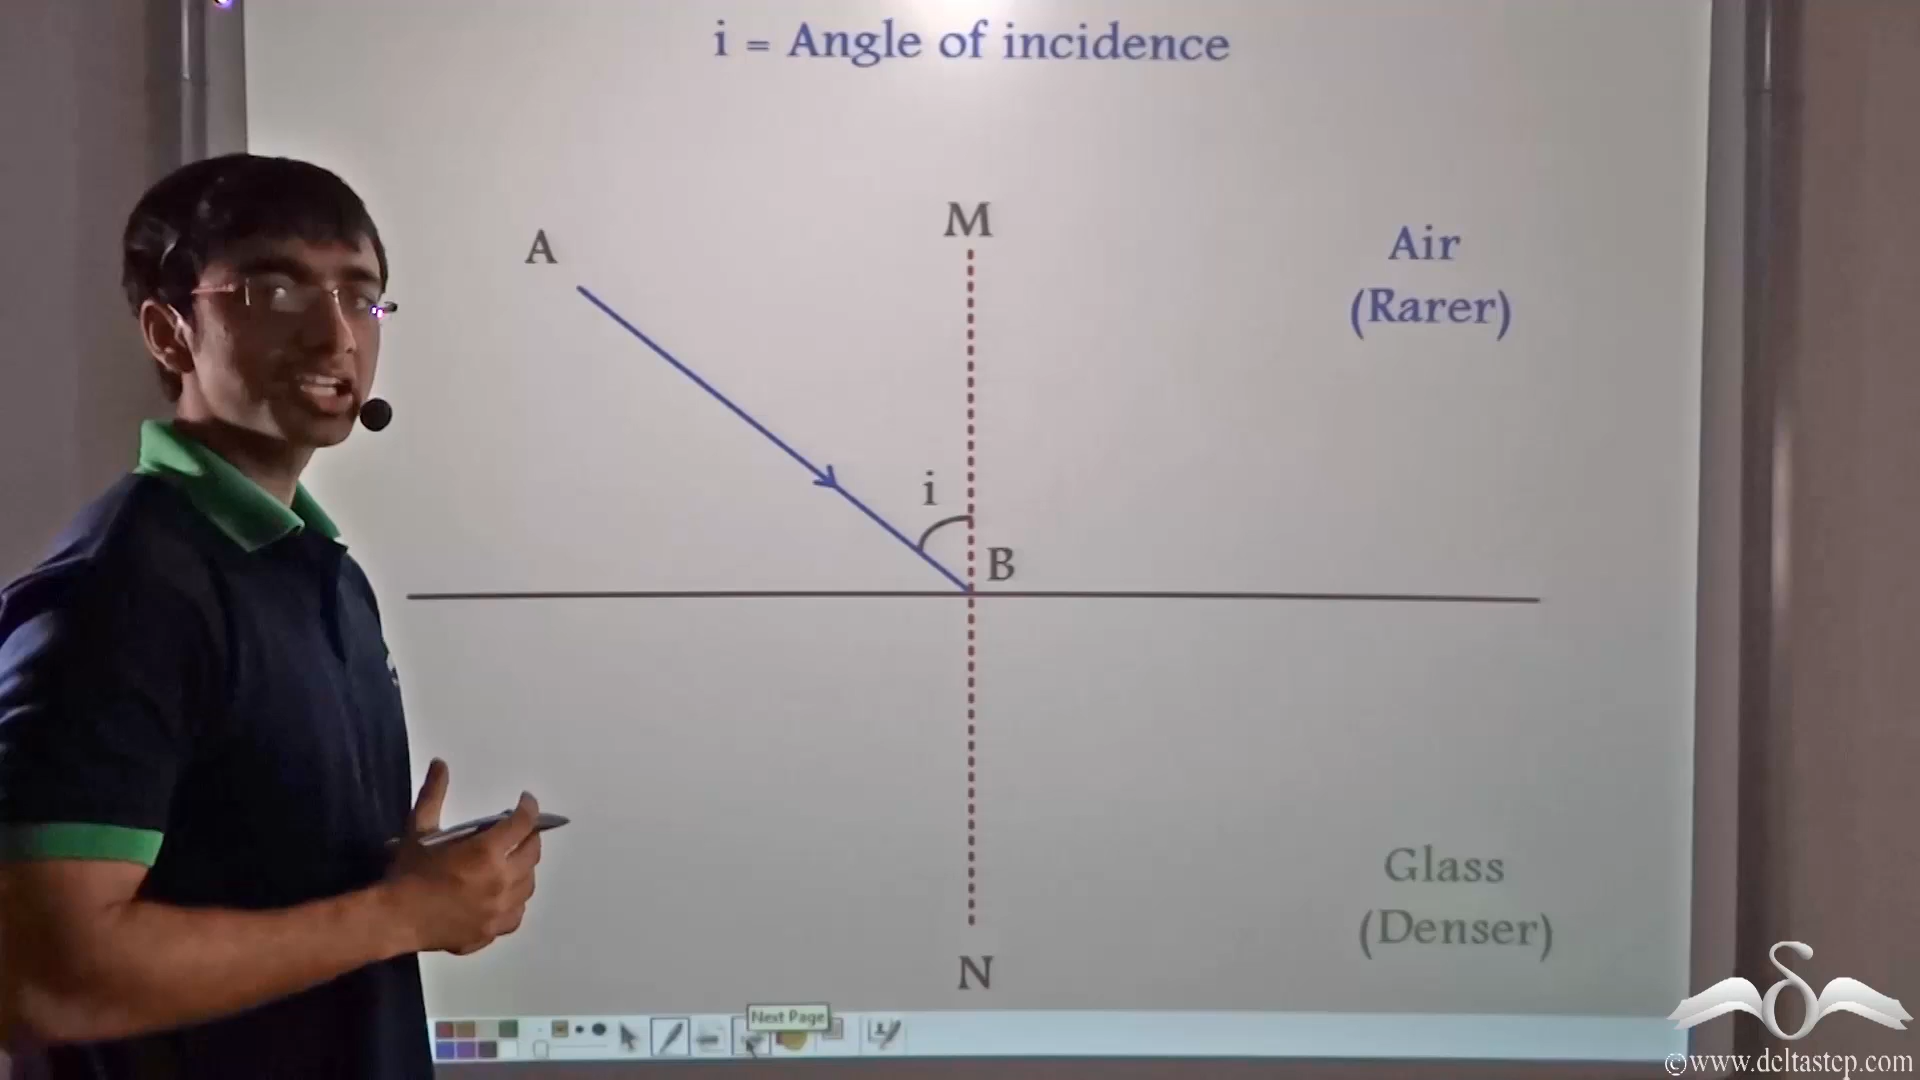 i = Angle of incidence
M
A
Air
(Rarer)
i
B
Glass
(Denser)
N
Next Page
©www.deltastep.com